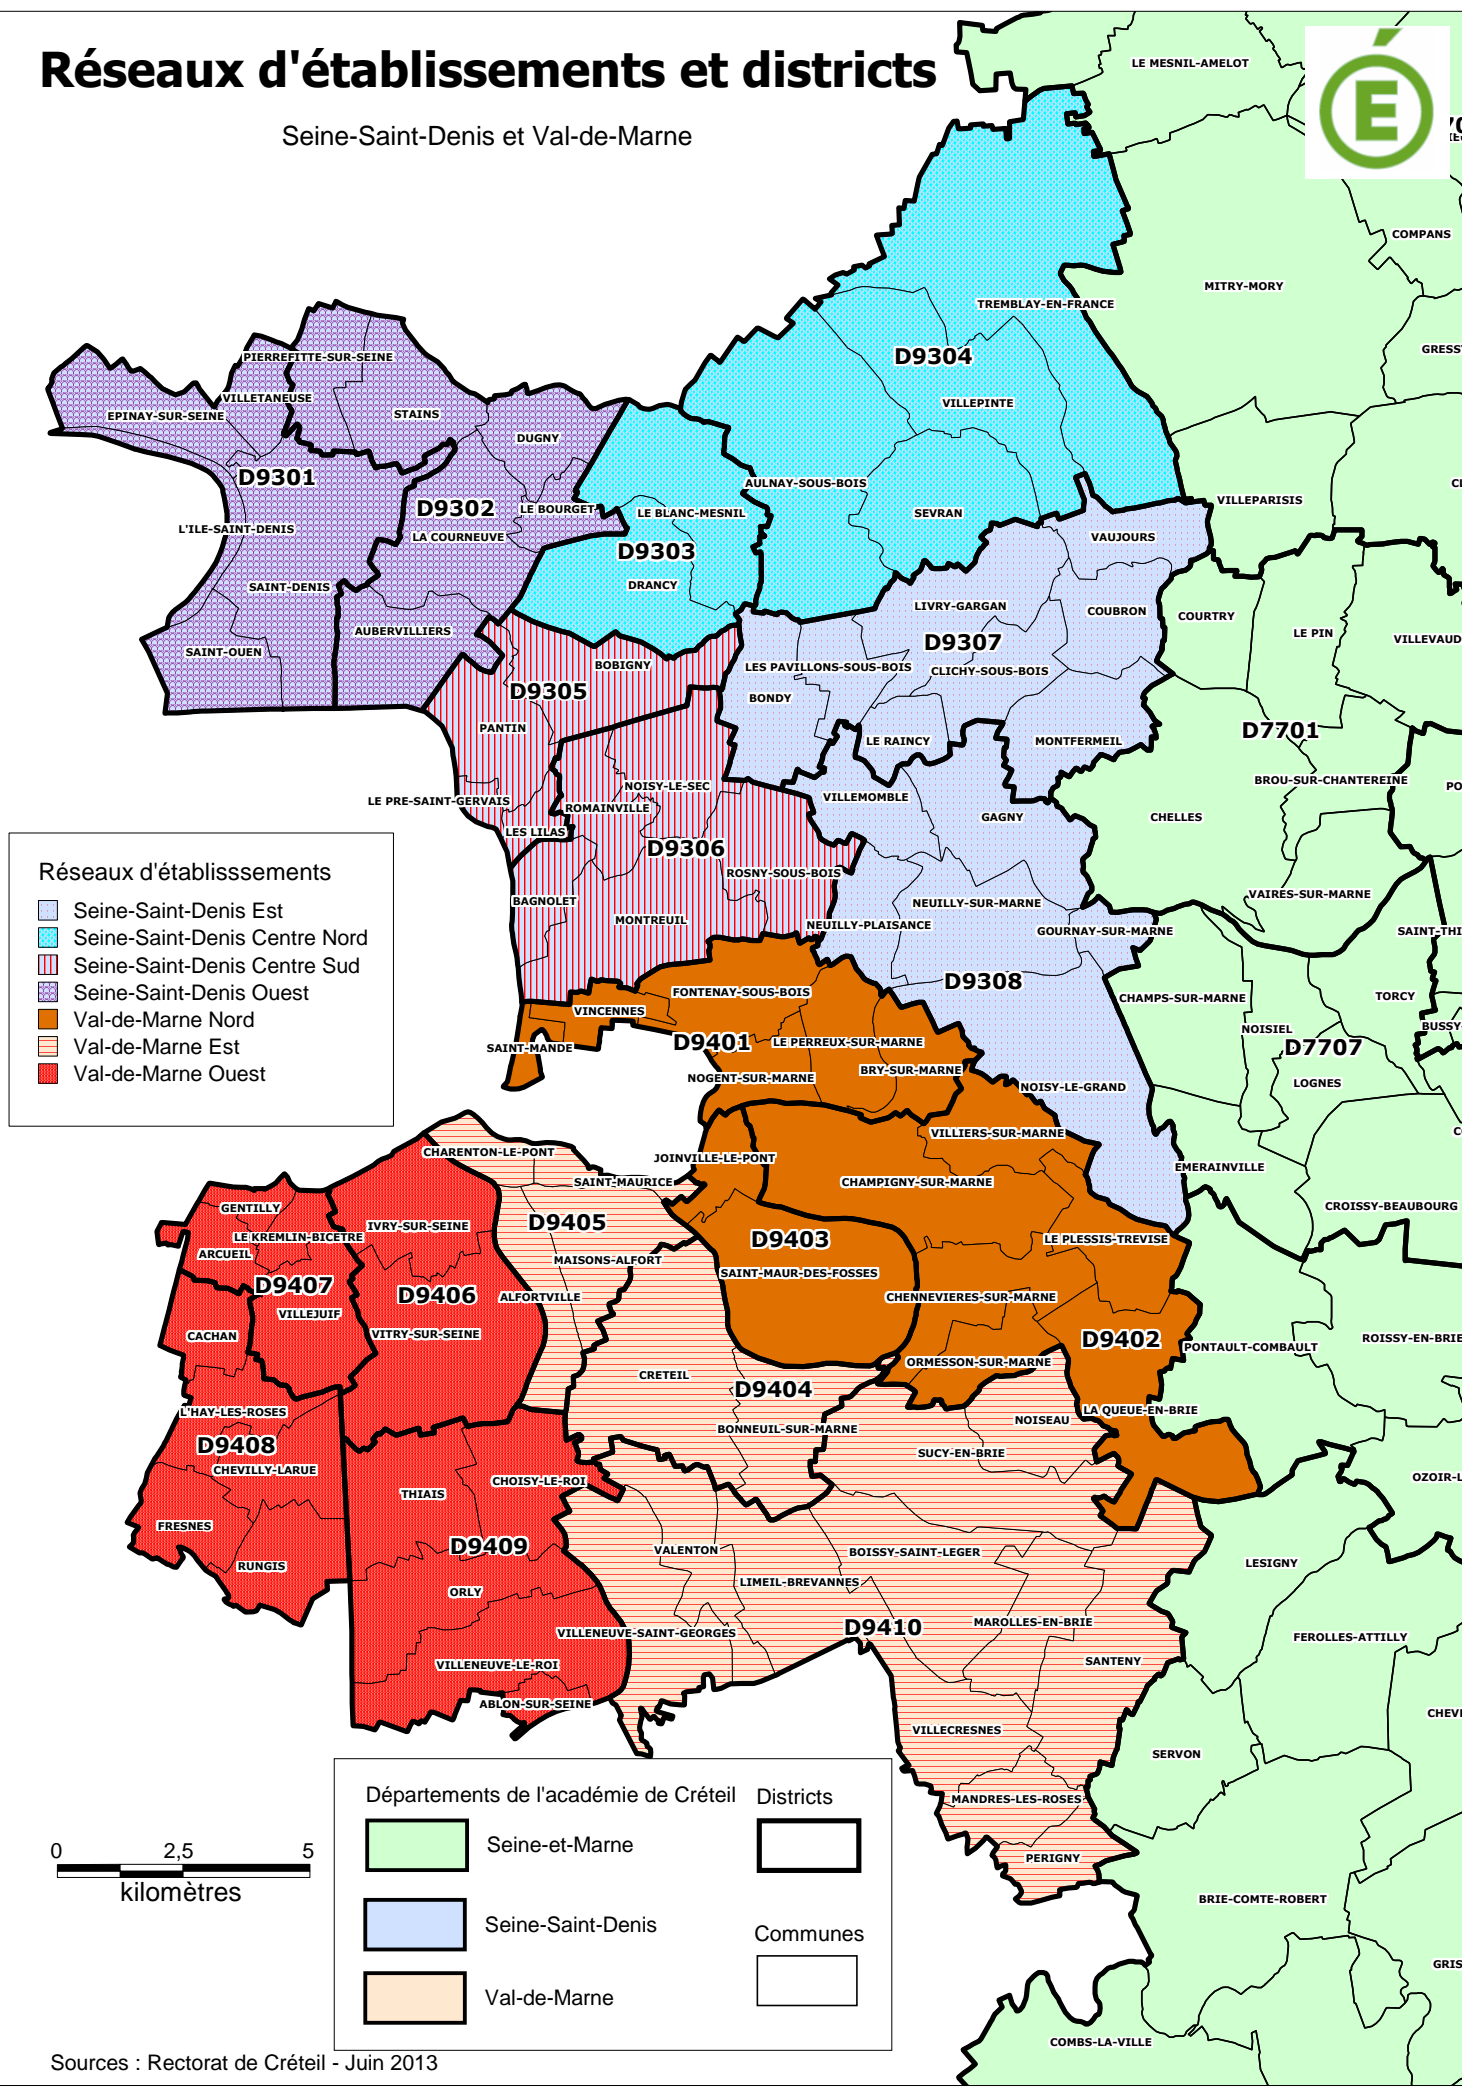 Réseaux d'établissements et districts
Seine-Saint-Denis et Val-de-Marne
É
LE MESNIL-AMELOT
COMPANS
MITRY-MORY
TREMBLAY-EN-FRANCE
D9304
VILLEPINTE
AULNAY-SOUS-BOIS
SEVRAN
VILLEPARISIS
PIERREFITTE-SUR-SEINE
VILLETANEUSE
EPINAY-SUR-SEINE
STAINS
DUGNY
D9301
D9302
LE BOURGET
L'ILE-SAINT-DENIS
LA COURNEUVE
SAINT-DENIS
AUBERVILLIERS
SAINT-OUEN
LE BLANC-MESNIL
D9303
DRANCY
VAUJOURS
LIVRY-GARGAN
COUBRON
D9307
LES PAVILLONS-SOUS-BOIS
CLICHY-SOUS-BOIS
BONDY
LE RAINCY
MONTFERMEIL
COURTRY
LE PIN
VILLEVAUD
D7701
BROU-SUR-CHANTEREINE
CHELLES
VAIRES-SUR-MARNE
BOBIGNY
D9305
PANTIN
LE PRE-SAINT-GERVAIS
LES LILAS
NOISY-LE-SEC
ROMAINVILLE
D9306
ROSNY-SOUS-BOIS
BAGNOLET
MONTREUIL
VILLEMOMBLE
GAGNY
NEUILLY-SUR-MARNE
NEUILLY-PLAISANCE
GOURNAY-SUR-MARNE
D9308
NOISY-LE-GRAND
SAINT-THI
CHAMPS-SUR-MARNE
TORCY
NOISIEL
BUSSY-
D7707
LOGNES
EMERAINVILLE
CROISSY-BEAUBOURG
Réseaux d'établisssements
Seine-Saint-Denis Est
Seine-Saint-Denis Centre Nord
Seine-Saint-Denis Centre Sud
Seine-Saint-Denis Ouest
Val-de-Marne Nord
Val-de-Marne Est
Val-de-Marne Ouest
FONTENAY-SOUS-BOIS
VINCENNES
SAINT-MANDE
D9401
LE PERREUX-SUR-MARNE
NOGENT-SUR-MARNE
BRY-SUR-MARNE
VILLIERS-SUR-MARNE
JOINVILLE-LE-PONT
CHAMPIGNY-SUR-MARNE
D9403
SAINT-MAUR-DES-FOSSES
LE PLESSIS-TREVISE
CHENNEVIERES-SUR-MARNE
D9402
ORMESSON-SUR-MARNE
LA QUEUE-EN-BRIE
PONTAULT-COMBAULT
ROISSY-EN-BRIE
CHARENTON-LE-PONT
SAINT-MAURICE
D9405
MAISONS-ALFORT
ALFORTVILLE
CRETEIL
D9404
BONNEUIL-SUR-MARNE
NOISEAU
SUCY-EN-BRIE
GENTILLY
LE KREMLIN-BICETRE
ARCUEIL
D9407
VILLEJUIF
CACHAN
IVRY-SUR-SEINE
D9406
VITRY-SUR-SEINE
L'HAY-LES-ROSES
D9408
CHEVILLY-LARUE
FRESNES
RUNGIS
THIAIS
CHOISY-LE-ROI
D9409
ORLY
VILLENEUVE-LE-ROI
ABLON-SUR-SEINE
VALENTON
BOISSY-SAINT-LEGER
LIMEIL-BREVANNES
VILLENEUVE-SAINT-GEORGES
D9410
MAROLLES-EN-BRIE
SANTENY
VILLECRESNES
MANDRES-LES-ROSES
PERIGNY
OZOIR-L
LESIGNY
FEROLLES-ATTILLY
SERVON
BRIE-COMTE-ROBERT
COMBS-LA-VILLE
GRESS
CHEV
GRIS
Départements de l'académie de Créteil
Districts
Seine-et-Marne
Seine-Saint-Denis
Communes
Val-de-Marne
0 2,5 5
kilomètres
Sources : Rectorat de Créteil - Juin 2013